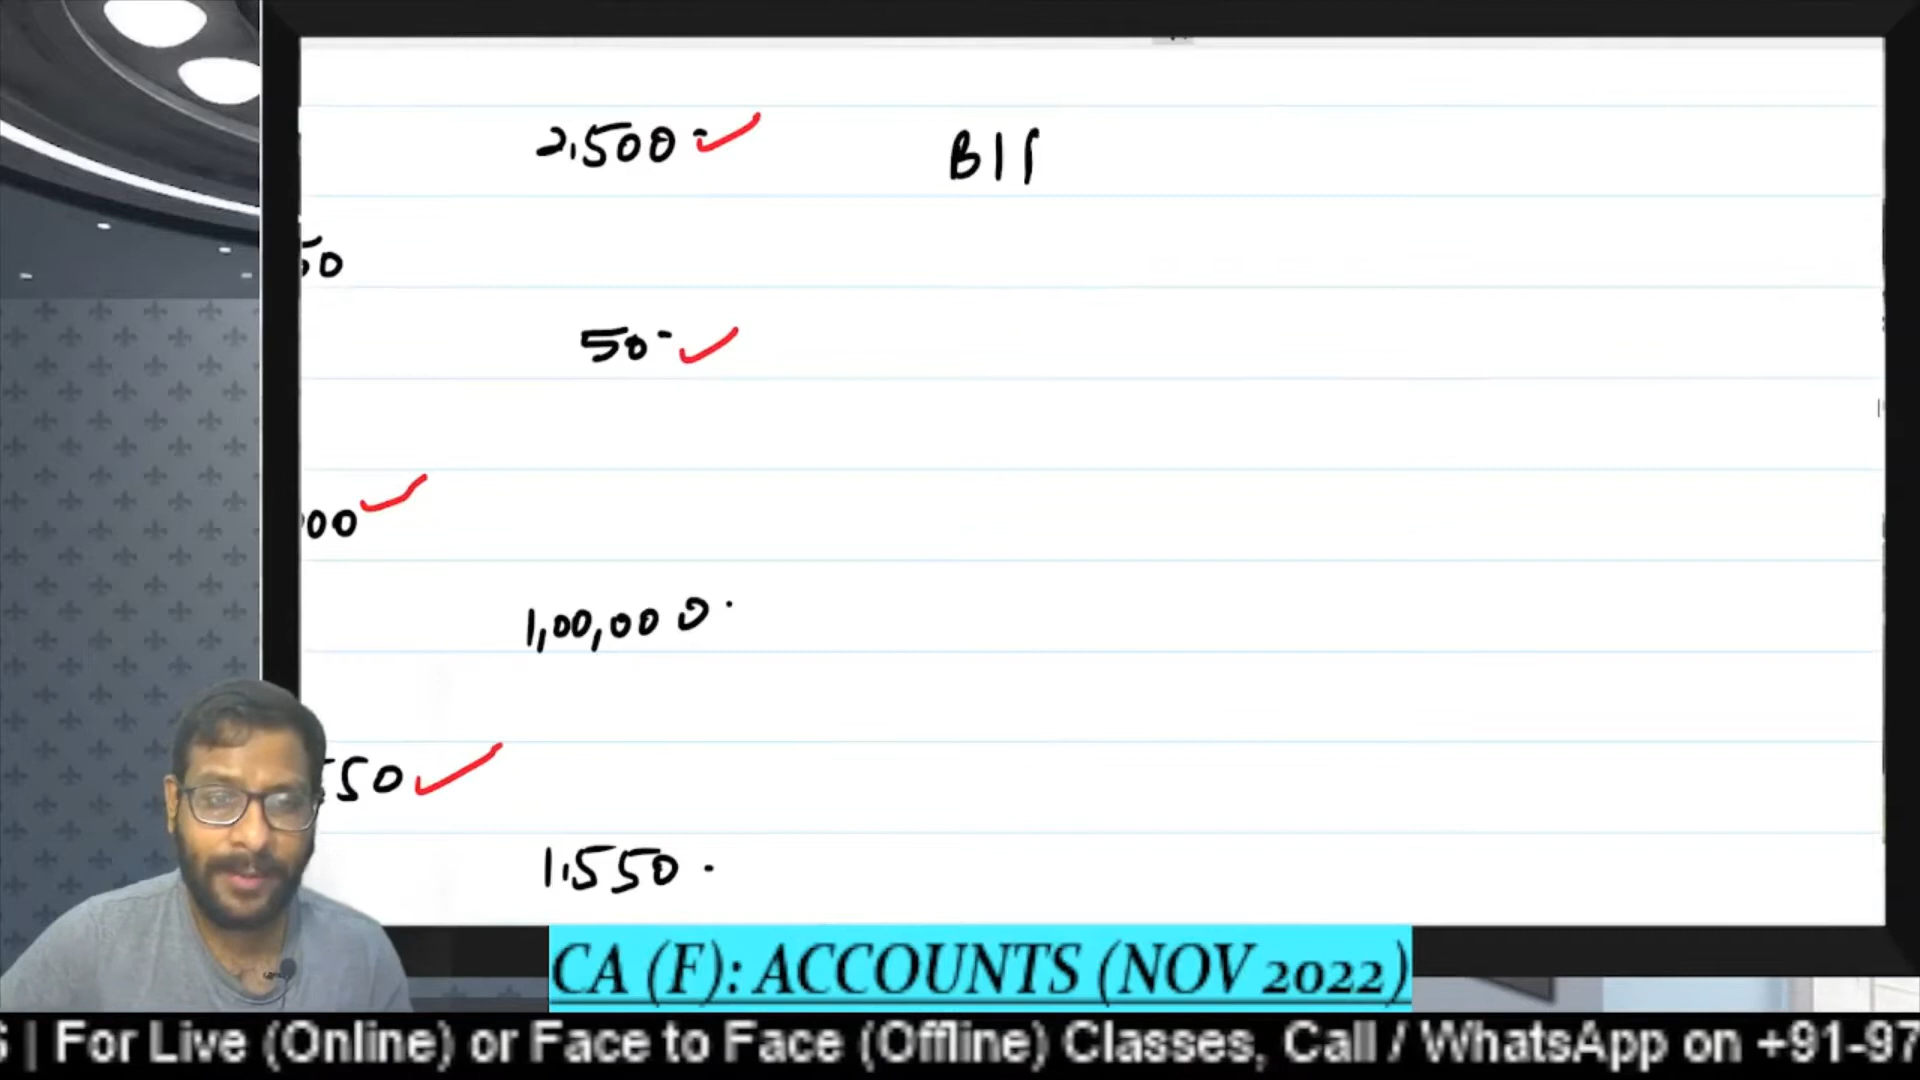 2,500 B11
50
50
00
1,00,000
550
1,550
CA (F): ACCOUNTS (NOV 2022)
S | For Live (Online) or Face to Face (Offline) Classes, Call / WhatsApp on +91-97